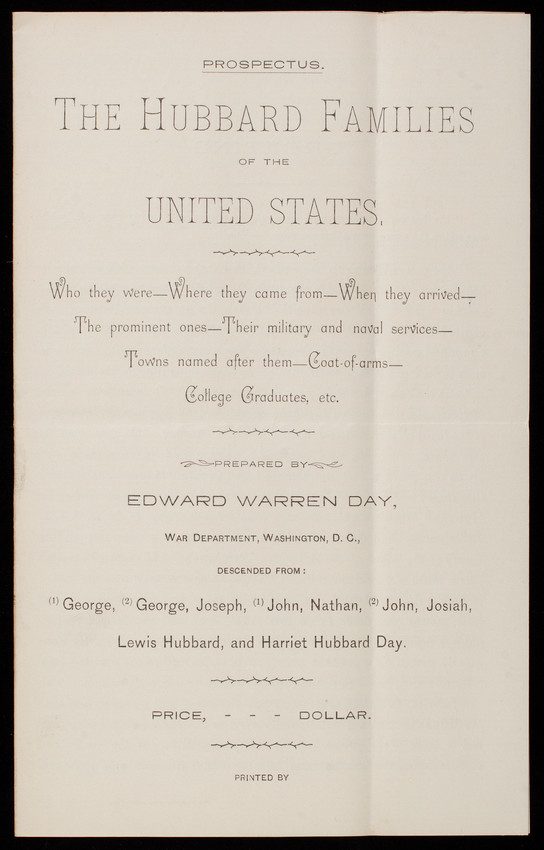 PROSPECTUS.
THE HUBBARD FAMILIES
OF THE
UNITED STATES.
Who they were—Where they came from—When they arrived—
The prominent ones—Their military and naval services—
Towns named after them—Coat-of-arms—
College Graduates, etc.
PREPARED BY
EDWARD WARREN DAY,
WAR DEPARTMENT, WASHINGTON, D. C.,
DESCENDED FROM:
(1) George, (2) George, Joseph, (1) John, Nathan, (2) John, Josiah,
Lewis Hubbard, and Harriet Hubbard Day.
PRICE, - - - DOLLAR.
PRINTED BY